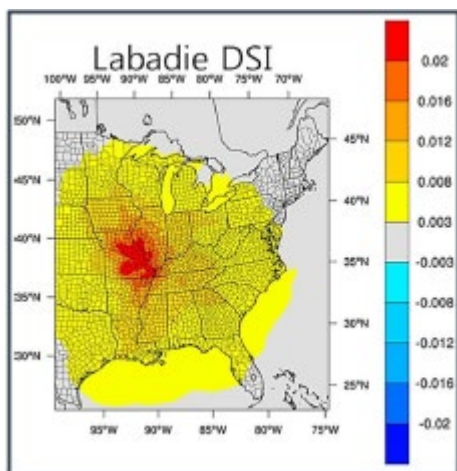 Labadie DSI
100°W 95°W 90°W 85°W 80°W 75°W 70°W
50°N
45°N
40°N
35°N
30°N
45°N
40°N
35°N
30°N
25°N
95°W 90°W 85°W 80°W 75°W
0.02
0.016
0.012
0.008
0.003
-0.003
-0.008
-0.012
-0.016
-0.02